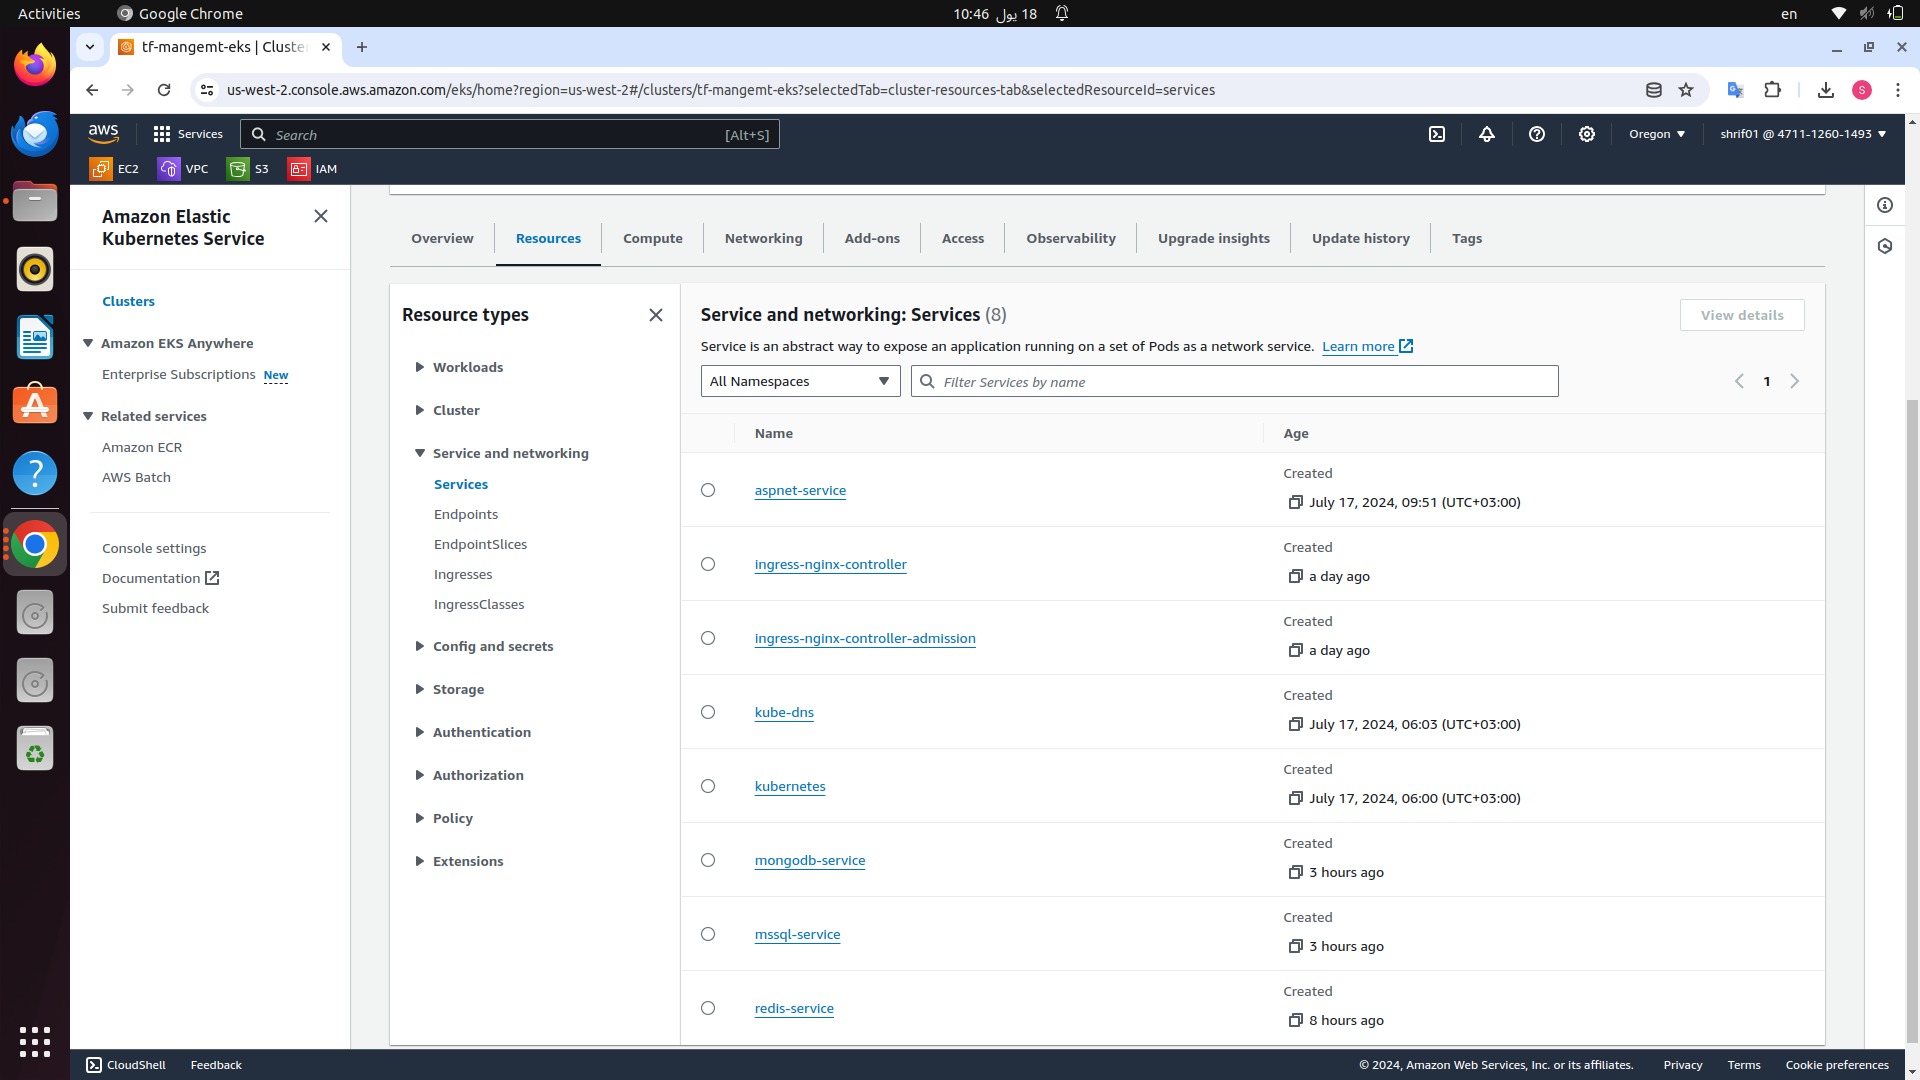 Activities
Google Chrome
10:46 يول 18
en
tf-mangemt-eks | Cluste
us-west-2.console.aws.amazon.com/eks/home?region=us-west-2#/clusters/tf-mangemt-eks?selectedTab=cluster-resources-tab&selectedResourceId=services
S
aws
Services
Search
[Alt+S]
Oregon
shrif01 @ 4711-1260-1493
EC2
VPC
S3
IAM
Amazon Elastic
Kubernetes Service
Clusters
Amazon EKS Anywhere
Enterprise Subscriptions New
Related services
Amazon ECR
AWS Batch
Console settings
Documentation
Submit feedback
Overview
Resources
Compute
Networking
Add-ons
Access
Observability
Upgrade insights
Update history
Tags
Resource types
Workloads
Cluster
Service and networking
Services
Endpoints
EndpointSlices
Ingresses
IngressClasses
Config and secrets
Storage
Authentication
Authorization
Policy
Extensions
Service and networking: Services (8)
View details
Service is an abstract way to expose an application running on a set of Pods as a network service. Learn more
All Namespaces
Filter Services by name
1
Name
Age
aspnet-service
Created
July 17, 2024, 09:51 (UTC+03:00)
ingress-nginx-controller
Created
a day ago
ingress-nginx-controller-admission
Created
a day ago
kube-dns
Created
July 17, 2024, 06:03 (UTC+03:00)
kubernetes
Created
July 17, 2024, 06:00 (UTC+03:00)
mongodb-service
Created
3 hours ago
mssql-service
Created
3 hours ago
redis-service
Created
8 hours ago
CloudShell
Feedback
© 2024, Amazon Web Services, Inc. or its affiliates.
Privacy
Terms
Cookie preferences